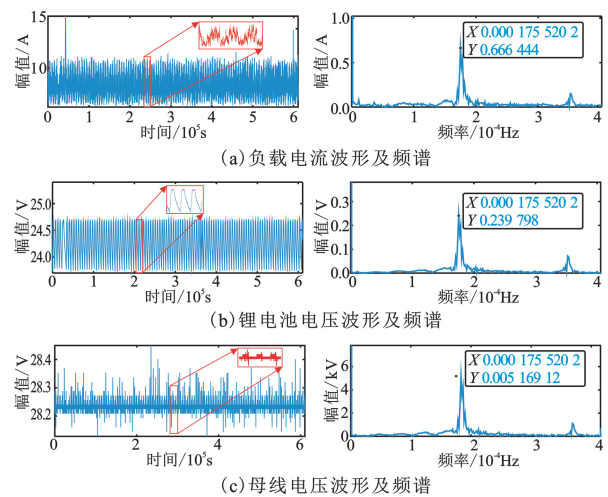 15
10
幅值/A
0 1 2 3 4 5 6
时间/10⁵s
1.0
0.5
0.0
幅值/A
X 0.000 175 520 2
Y 0.666 444
0 1 2 3 4
频率/10⁻⁴Hz
(a)负载电流波形及频谱
25.0
24.5
24.0
幅值/V
0 1 2 3 4 5 6
时间/10⁵s
0.3
0.2
0.1
0.0
幅值/V
X 0.000 175 520 2
Y 0.239 798
0 1 2 3 4
频率/10⁻⁴Hz
(b)锂电池电压波形及频谱
28.4
28.3
28.2
幅值/V
0 1 2 3 4 5 6
时间/10⁵s
6
4
2
0
幅值/kV
X 0.000 175 520 2
Y 0.005 169 12
0 1 2 3 4
频率/10⁻⁴Hz
(c)母线电压波形及频谱